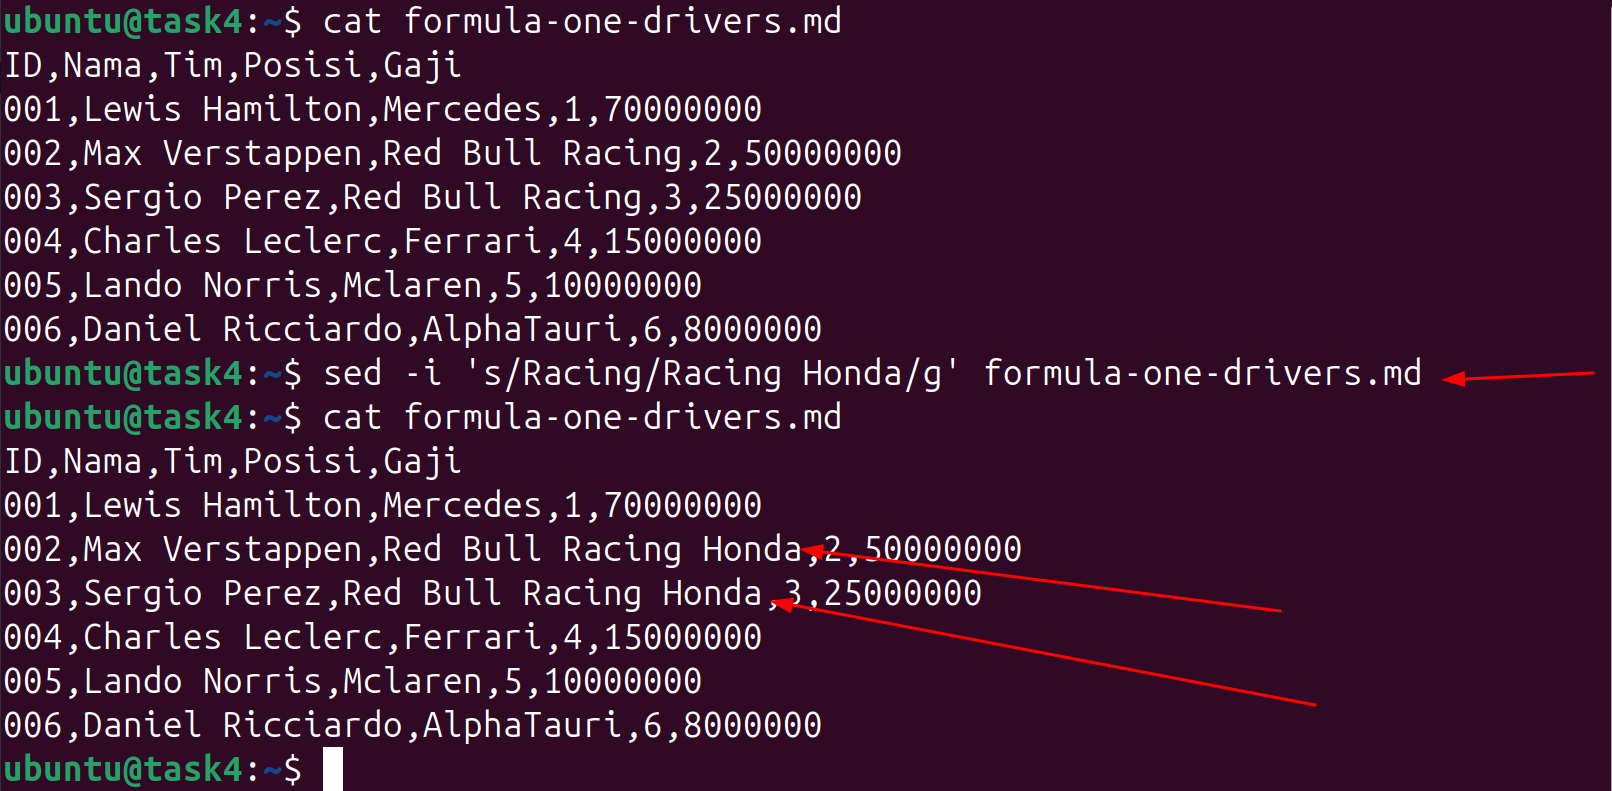 ubuntu@task4:~$ cat formula-one-drivers.md
ID,Nama,Tim,Posisi,Gaji
001,Lewis Hamilton,Mercedes,1,70000000
002,Max Verstappen,Red Bull Racing,2,50000000
003,Sergio Perez,Red Bull Racing,3,25000000
004,Charles Leclerc,Ferrari,4,15000000
005,Lando Norris,Mclaren,5,10000000
006,Daniel Ricciardo,AlphaTauri,6,8000000
ubuntu@task4:~$ sed -i 's/Racing/Racing Honda/g' formula-one-drivers.md
ubuntu@task4:~$ cat formula-one-drivers.md
ID,Nama,Tim,Posisi,Gaji
001,Lewis Hamilton,Mercedes,1,70000000
002,Max Verstappen,Red Bull Racing Honda,2,50000000
003,Sergio Perez,Red Bull Racing Honda,3,25000000
004,Charles Leclerc,Ferrari,4,15000000
005,Lando Norris,Mclaren,5,10000000
006,Daniel Ricciardo,AlphaTauri,6,8000000
ubuntu@task4:~$